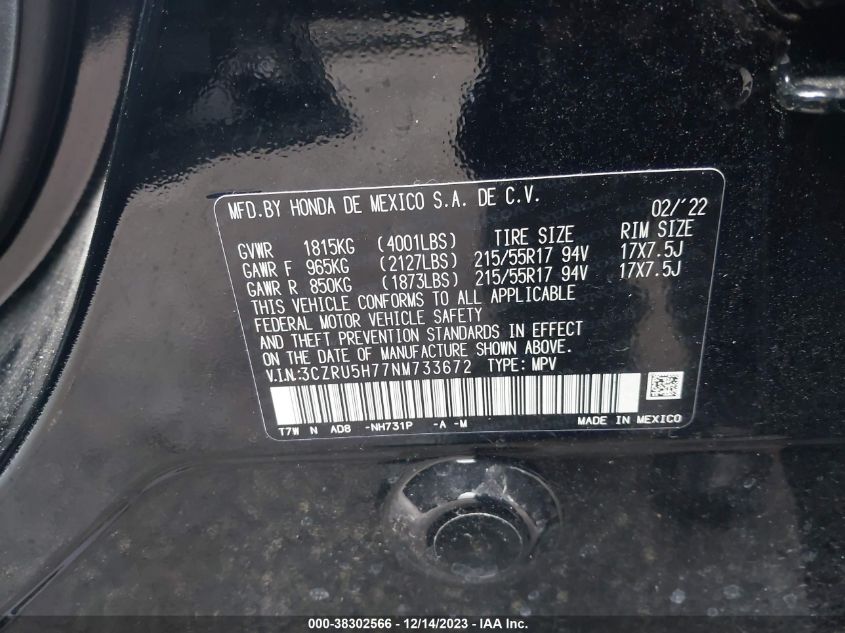 MFD.BY HONDA DE MEXICO S.A. DE C.V. 02/'22
GVWR 1815KG (4001LBS) TIRE SIZE RIM SIZE
GAWR F 965KG (2127LBS) 215/55R17 94V 17X7.5J
GAWR R 850KG (1873LBS) 215/55R17 94V 17X7.5J
THIS VEHICLE CONFORMS TO ALL APPLICABLE
FEDERAL MOTOR VEHICLE SAFETY
AND THEFT PREVENTION STANDARDS IN EFFECT
ON THE DATE OF MANUFACTURE SHOWN ABOVE.
V.I.N:3CZRU5H77NM733672 TYPE: MPV
T7W N AD8 -NH731P -A -M MADE IN MEXICO
000-38302566 - 12/14/2023 - IAA